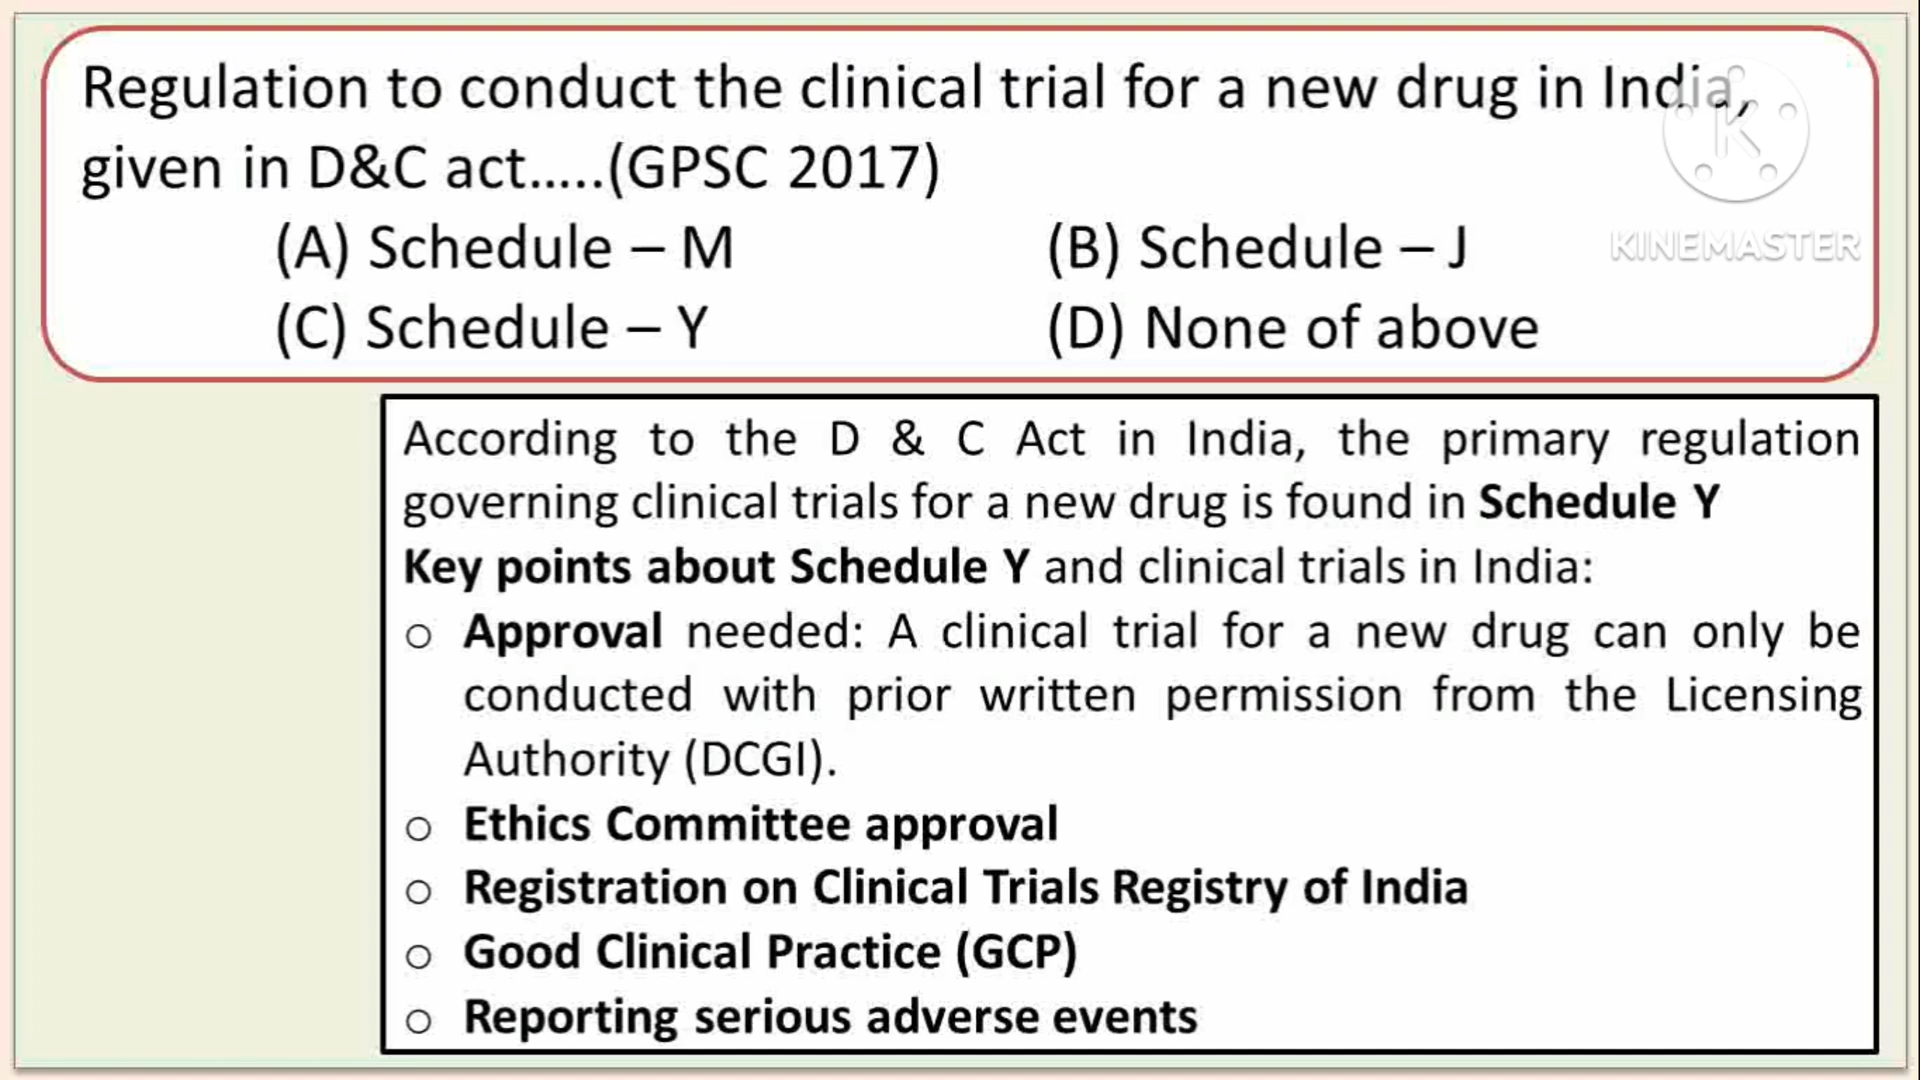 Regulation to conduct the clinical trial for a new drug in India,
given in D&C act.....(GPSC 2017)
(A) Schedule – M (B) Schedule – J
(C) Schedule – Y (D) None of above
K
KINEMASTER
According to the D & C Act in India, the primary regulation
governing clinical trials for a new drug is found in Schedule Y
Key points about Schedule Y and clinical trials in India:
o Approval needed: A clinical trial for a new drug can only be
conducted with prior written permission from the Licensing
Authority (DCGI).
o Ethics Committee approval
o Registration on Clinical Trials Registry of India
o Good Clinical Practice (GCP)
o Reporting serious adverse events